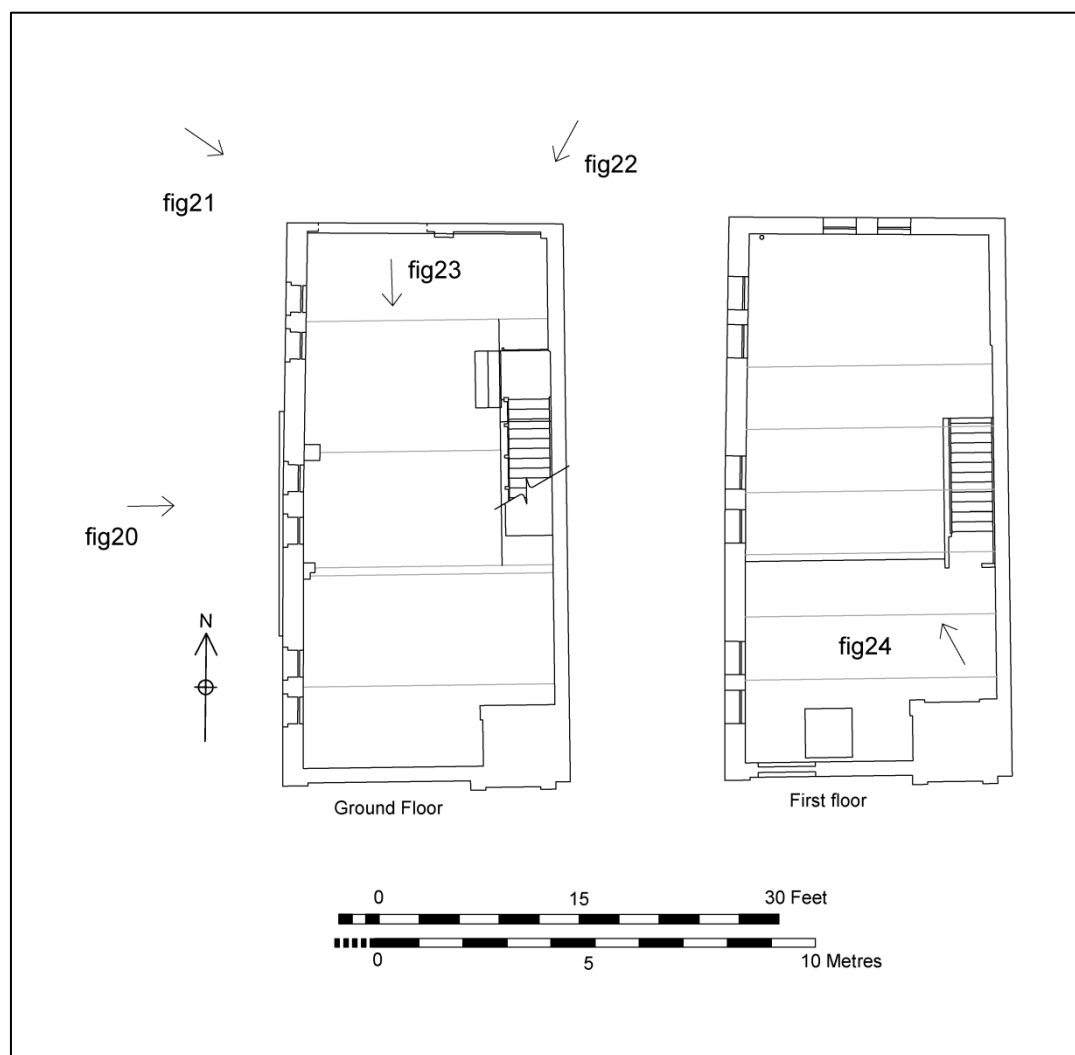 fig21
fig22
fig23
fig20
N
fig24
Ground Floor
First floor
0 15 30 Feet
0 5 10 Metres